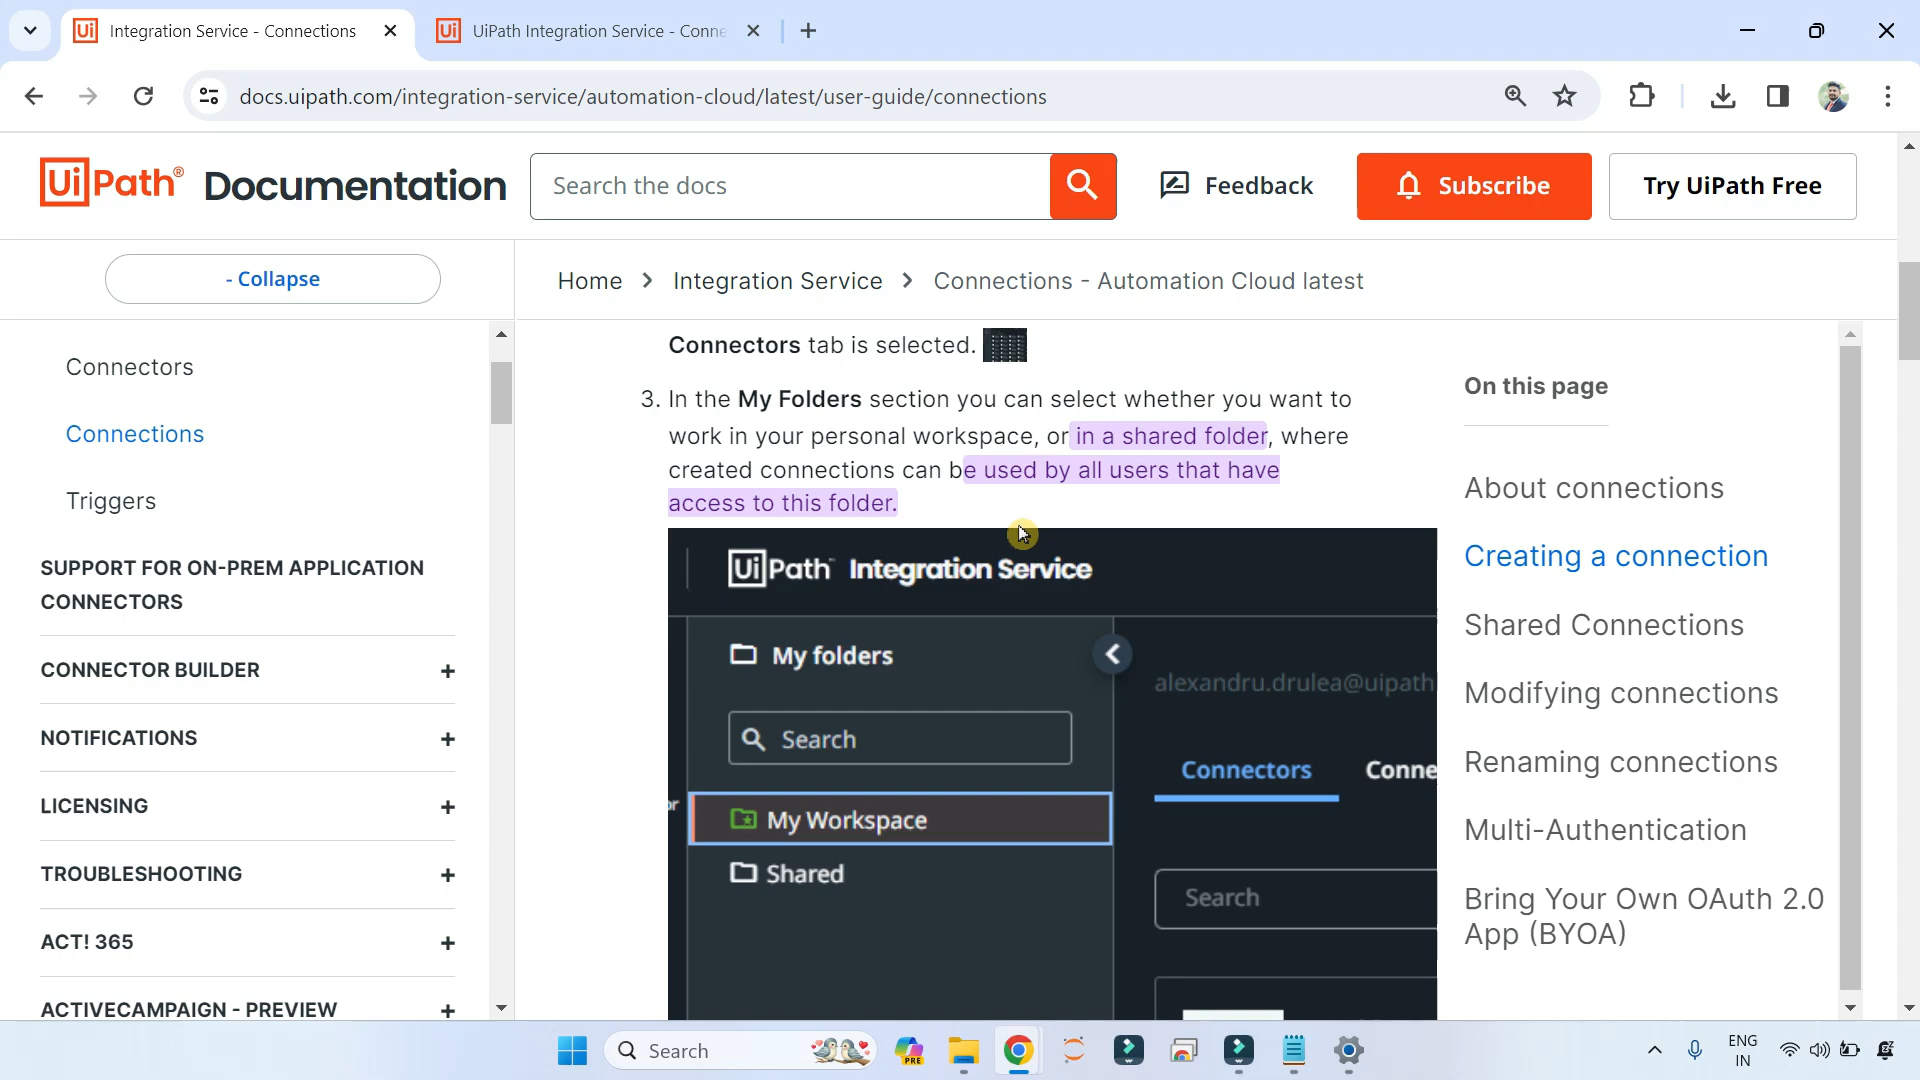 Integration Service - Connections
UiPath Integration Service - Conne
docs.uipath.com/integration-service/automation-cloud/latest/user-guide/connections
UiPath® Documentation
Search the docs
Feedback
Subscribe
Try UiPath Free
- Collapse
Home > Integration Service > Connections - Automation Cloud latest
Connectors
Connections
Triggers
SUPPORT FOR ON-PREM APPLICATION
CONNECTORS
CONNECTOR BUILDER +
NOTIFICATIONS +
LICENSING +
TROUBLESHOOTING +
ACT! 365 +
ACTIVECAMPAIGN - PREVIEW +
Connectors tab is selected.
3. In the My Folders section you can select whether you want to
work in your personal workspace, or in a shared folder, where
created connections can be used by all users that have
access to this folder.
UiPath™ Integration Service
My folders
Search
My Workspace
Shared
or
alexandru.drulea@uipath
Connectors Conne
Search
On this page
About connections
Creating a connection
Shared Connections
Modifying connections
Renaming connections
Multi-Authentication
Bring Your Own OAuth 2.0
App (BYOA)
Search
PRE
ENG
IN